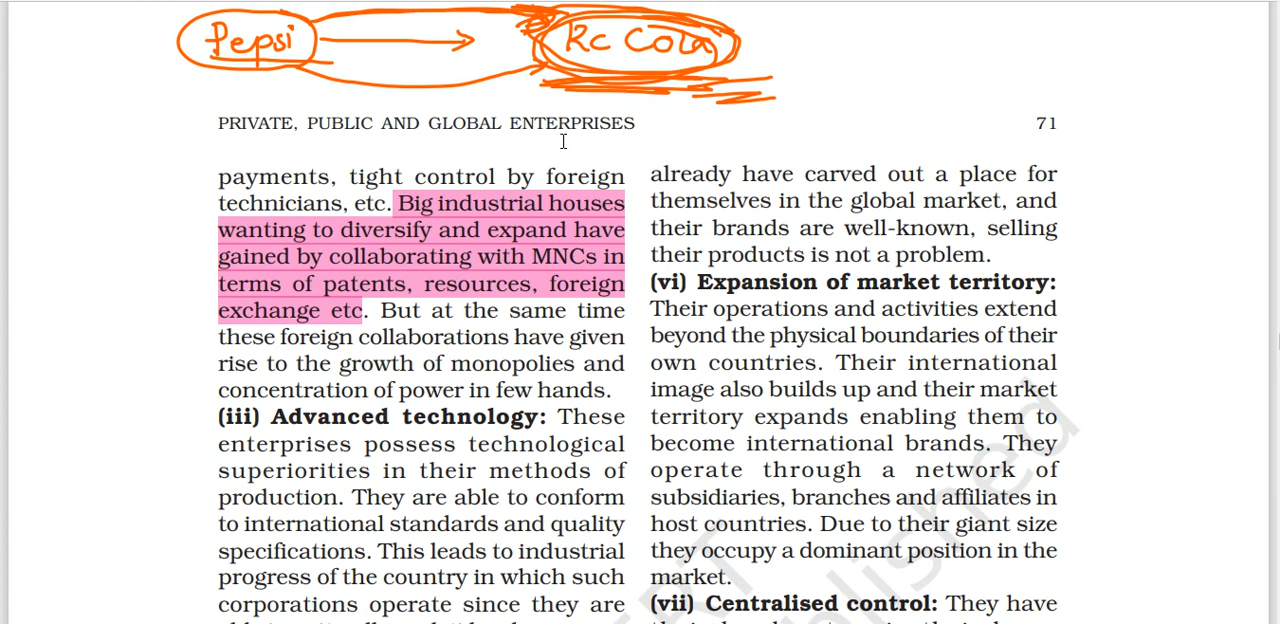 Pepsi Rc Cola
PRIVATE, PUBLIC AND GLOBAL ENTERPRISES 71
payments, tight control by foreign
technicians, etc. Big industrial houses
wanting to diversify and expand have
gained by collaborating with MNCs in
terms of patents, resources, foreign
exchange etc. But at the same time
these foreign collaborations have given
rise to the growth of monopolies and
concentration of power in few hands.
(iii) Advanced technology: These
enterprises possess technological
superiorities in their methods of
production. They are able to conform
to international standards and quality
specifications. This leads to industrial
progress of the country in which such
corporations operate since they are
already have carved out a place for
themselves in the global market, and
their brands are well-known, selling
their products is not a problem.
(vi) Expansion of market territory:
Their operations and activities extend
beyond the physical boundaries of their
own countries. Their international
image also builds up and their market
territory expands enabling them to
become international brands. They
operate through a network of
subsidiaries, branches and affiliates in
host countries. Due to their giant size
they occupy a dominant position in the
market.
(vii) Centralised control: They have